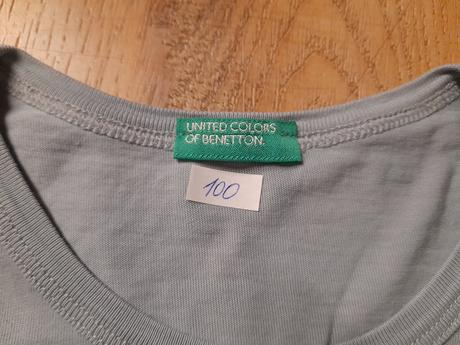 UNITED COLORS
OF BENETTON.
100